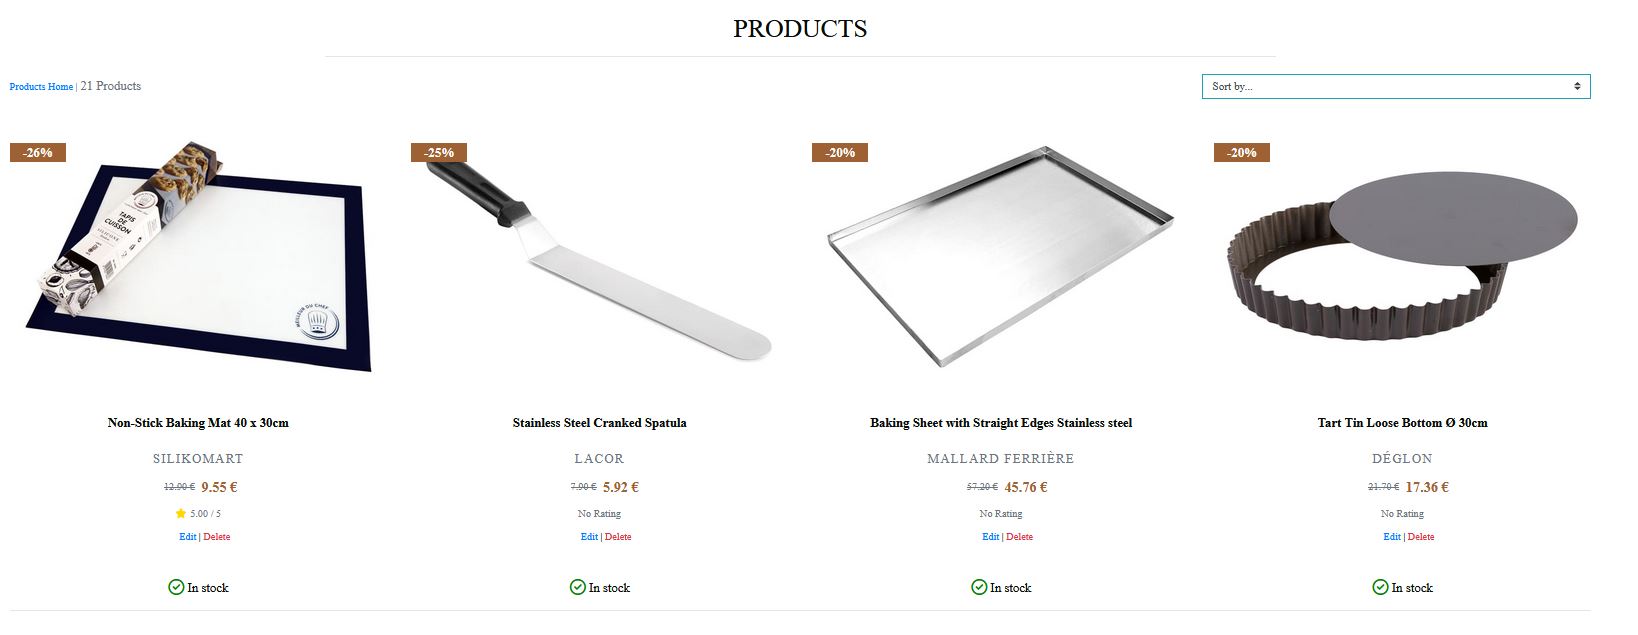 PRODUCTS
Products Home | 21 Products
Sort by...
-26%
-25%
-20%
-20%
TAPIS
DE
CUISSON
SILICONE
MEILLEUR DU CHEF
Non-Stick Baking Mat 40 x 30cm
SILIKOMART
12.90 € 9.55 €
5.00 / 5
Edit | Delete
In stock
Stainless Steel Cranked Spatula
LACOR
7.90 € 5.92 €
No Rating
Edit | Delete
In stock
Baking Sheet with Straight Edges Stainless steel
MALLARD FERRIÈRE
57.20 € 45.76 €
No Rating
Edit | Delete
In stock
Tart Tin Loose Bottom Ø 30cm
DÉGLON
21.70 € 17.36 €
No Rating
Edit | Delete
In stock